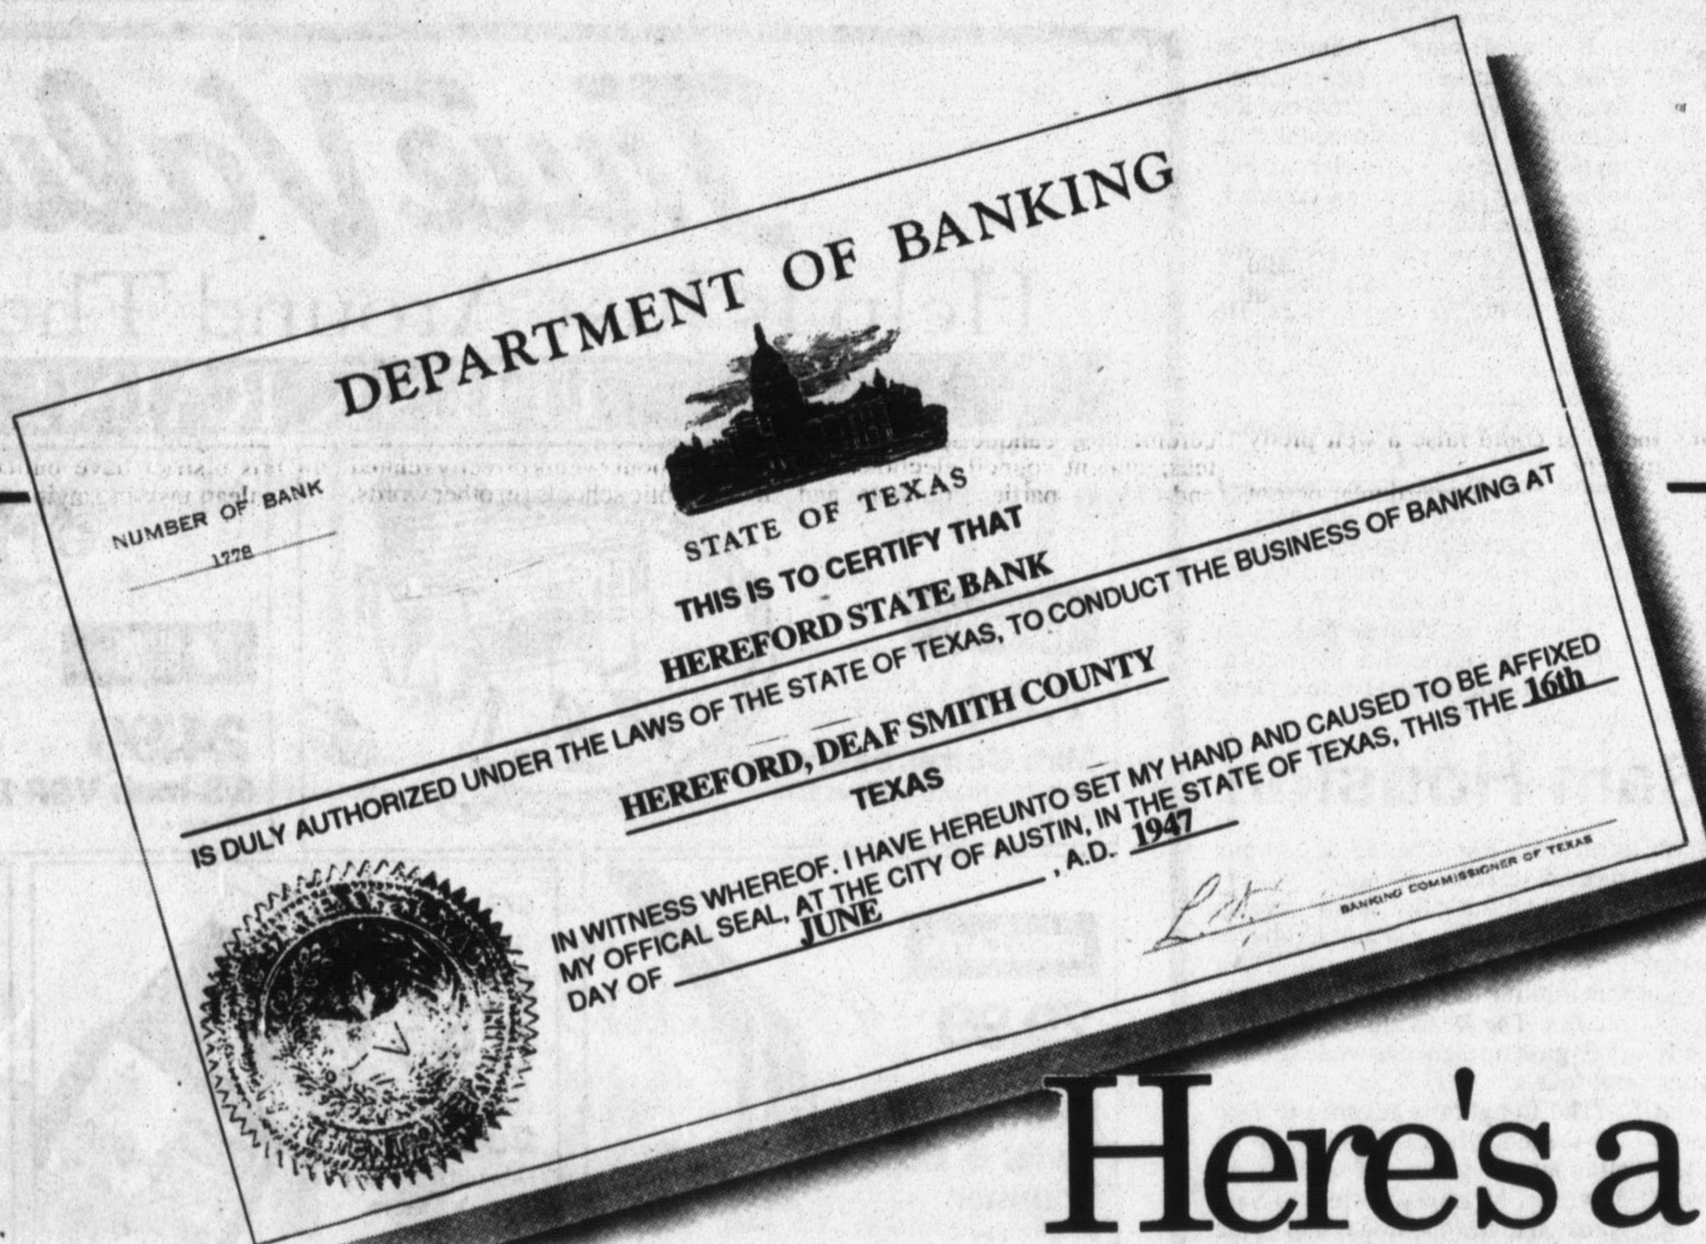 DEPARTMENT OF BANKING
NUMBER OF BANK
1778
STATE OF TEXAS
THIS IS TO CERTIFY THAT
HEREFORD STATE BANK
IS DULY AUTHORIZED UNDER THE LAWS OF THE STATE OF TEXAS, TO CONDUCT THE BUSINESS OF BANKING AT
HEREFORD, DEAF SMITH COUNTY
TEXAS
IN WITNESS WHEREOF. I HAVE HEREUNTO SET MY HAND AND CAUSED TO BE AFFIXED
MY OFFICAL SEAL, AT THE CITY OF AUSTIN, IN THE STATE OF TEXAS, THIS THE 16th
DAY OF JUNE , A.D. 1947
BANKING COMMISSIONER OF TEXAS
Here's a